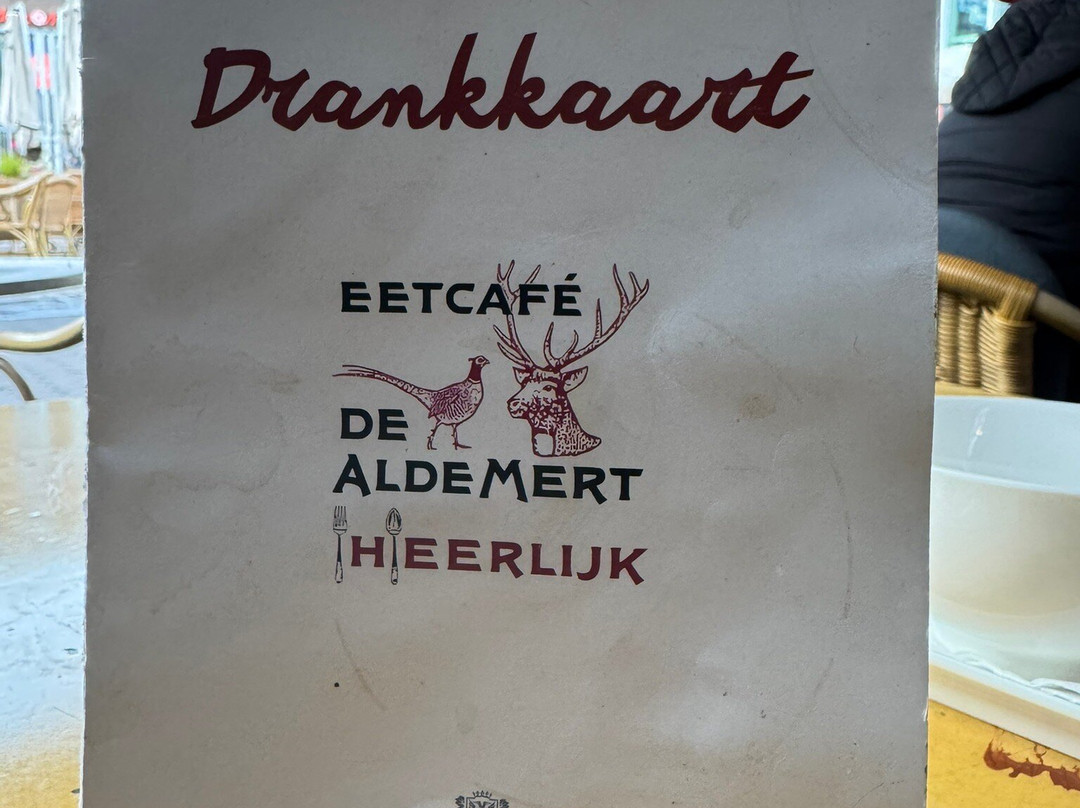 Drankkaart
EETCAFÉ
DE
ALDEMERT
HEERLIJK